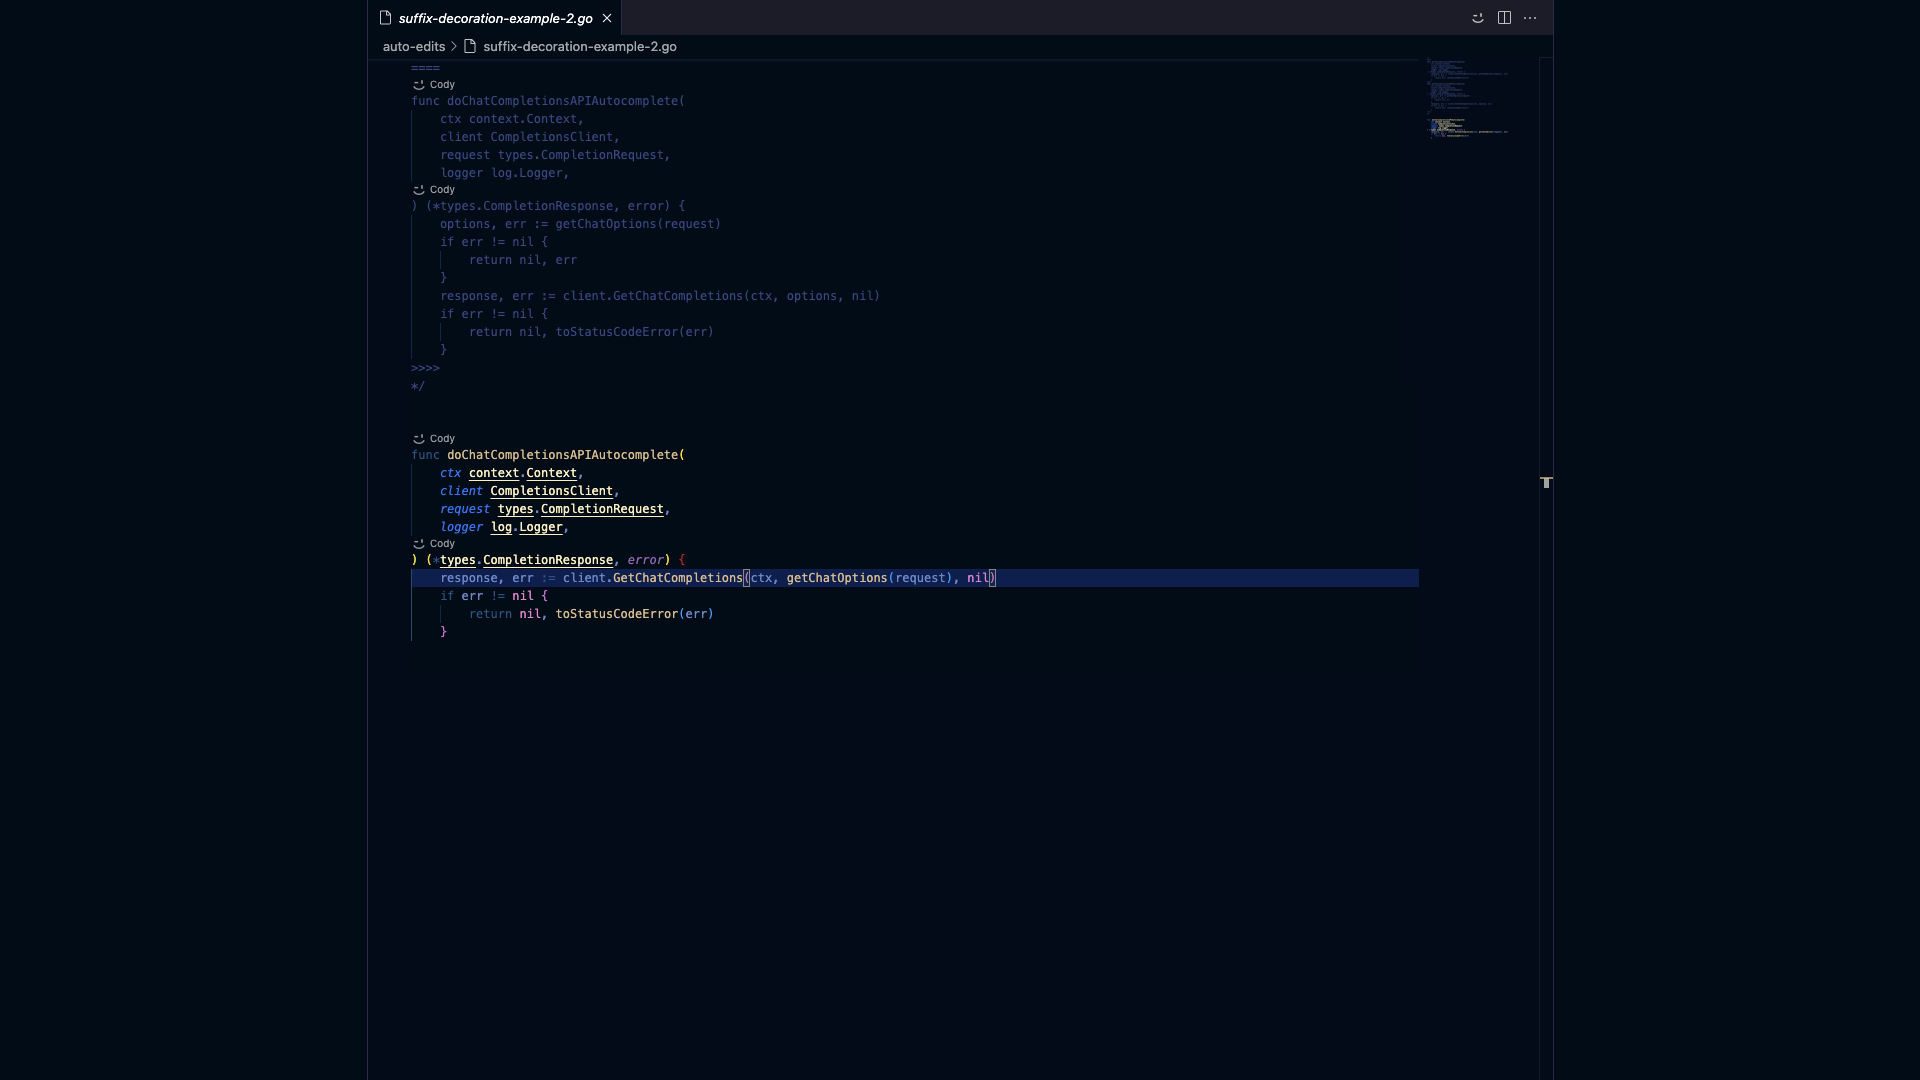 suffix-decoration-example-2.go
auto-edits > suffix-decoration-example-2.go
====
Cody
func doChatCompletionsAPIAutocomplete(
    ctx context.Context,
    client CompletionsClient,
    request types.CompletionRequest,
    logger log.Logger,
Cody
) (*types.CompletionResponse, error) {
    options, err := getChatOptions(request)
    if err != nil {
        return nil, err
    }
    response, err := client.GetChatCompletions(ctx, options, nil)
    if err != nil {
        return nil, toStatusCodeError(err)
    }
>>>>
*/
Cody
func doChatCompletionsAPIAutocomplete(
    ctx context.Context,
    client CompletionsClient,
    request types.CompletionRequest,
    logger log.Logger,
Cody
) (*types.CompletionResponse, error) {
    response, err := client.GetChatCompletions(ctx, getChatOptions(request), nil)
    if err != nil {
        return nil, toStatusCodeError(err)
    }